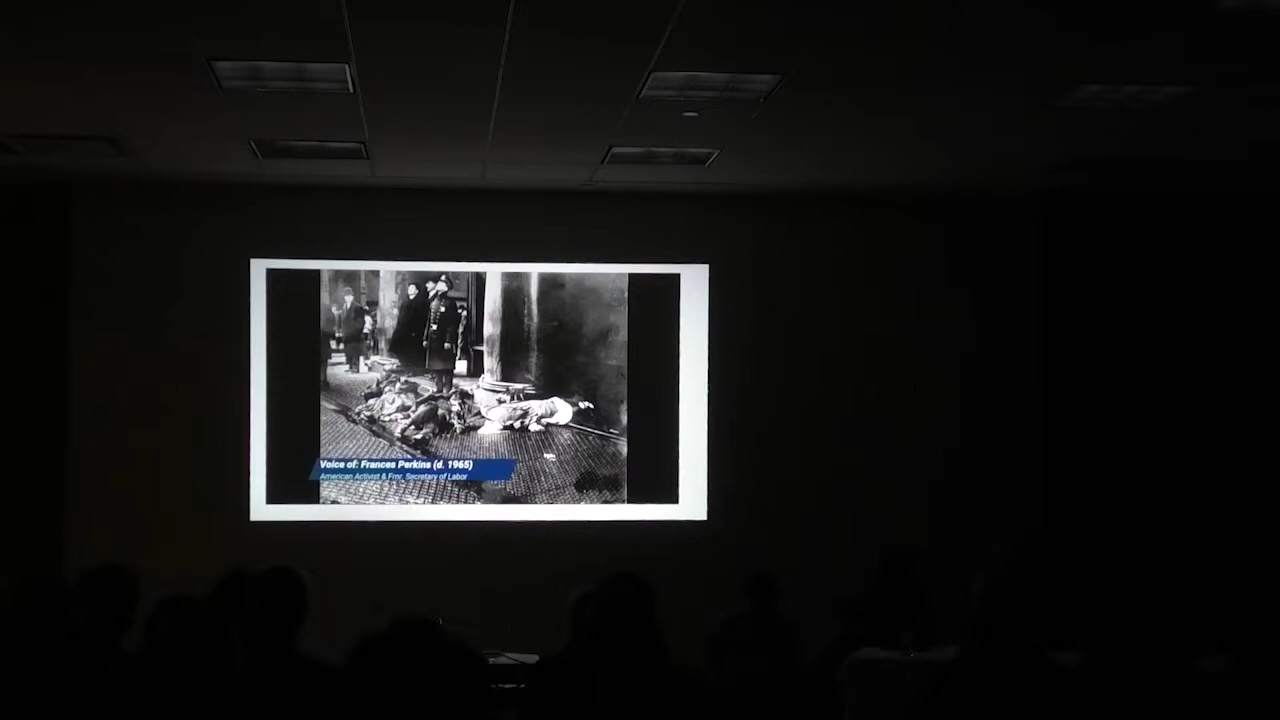 Voice of: Frances Perkins (d. 1965)
American Activist & Fmr. Secretary of Labor